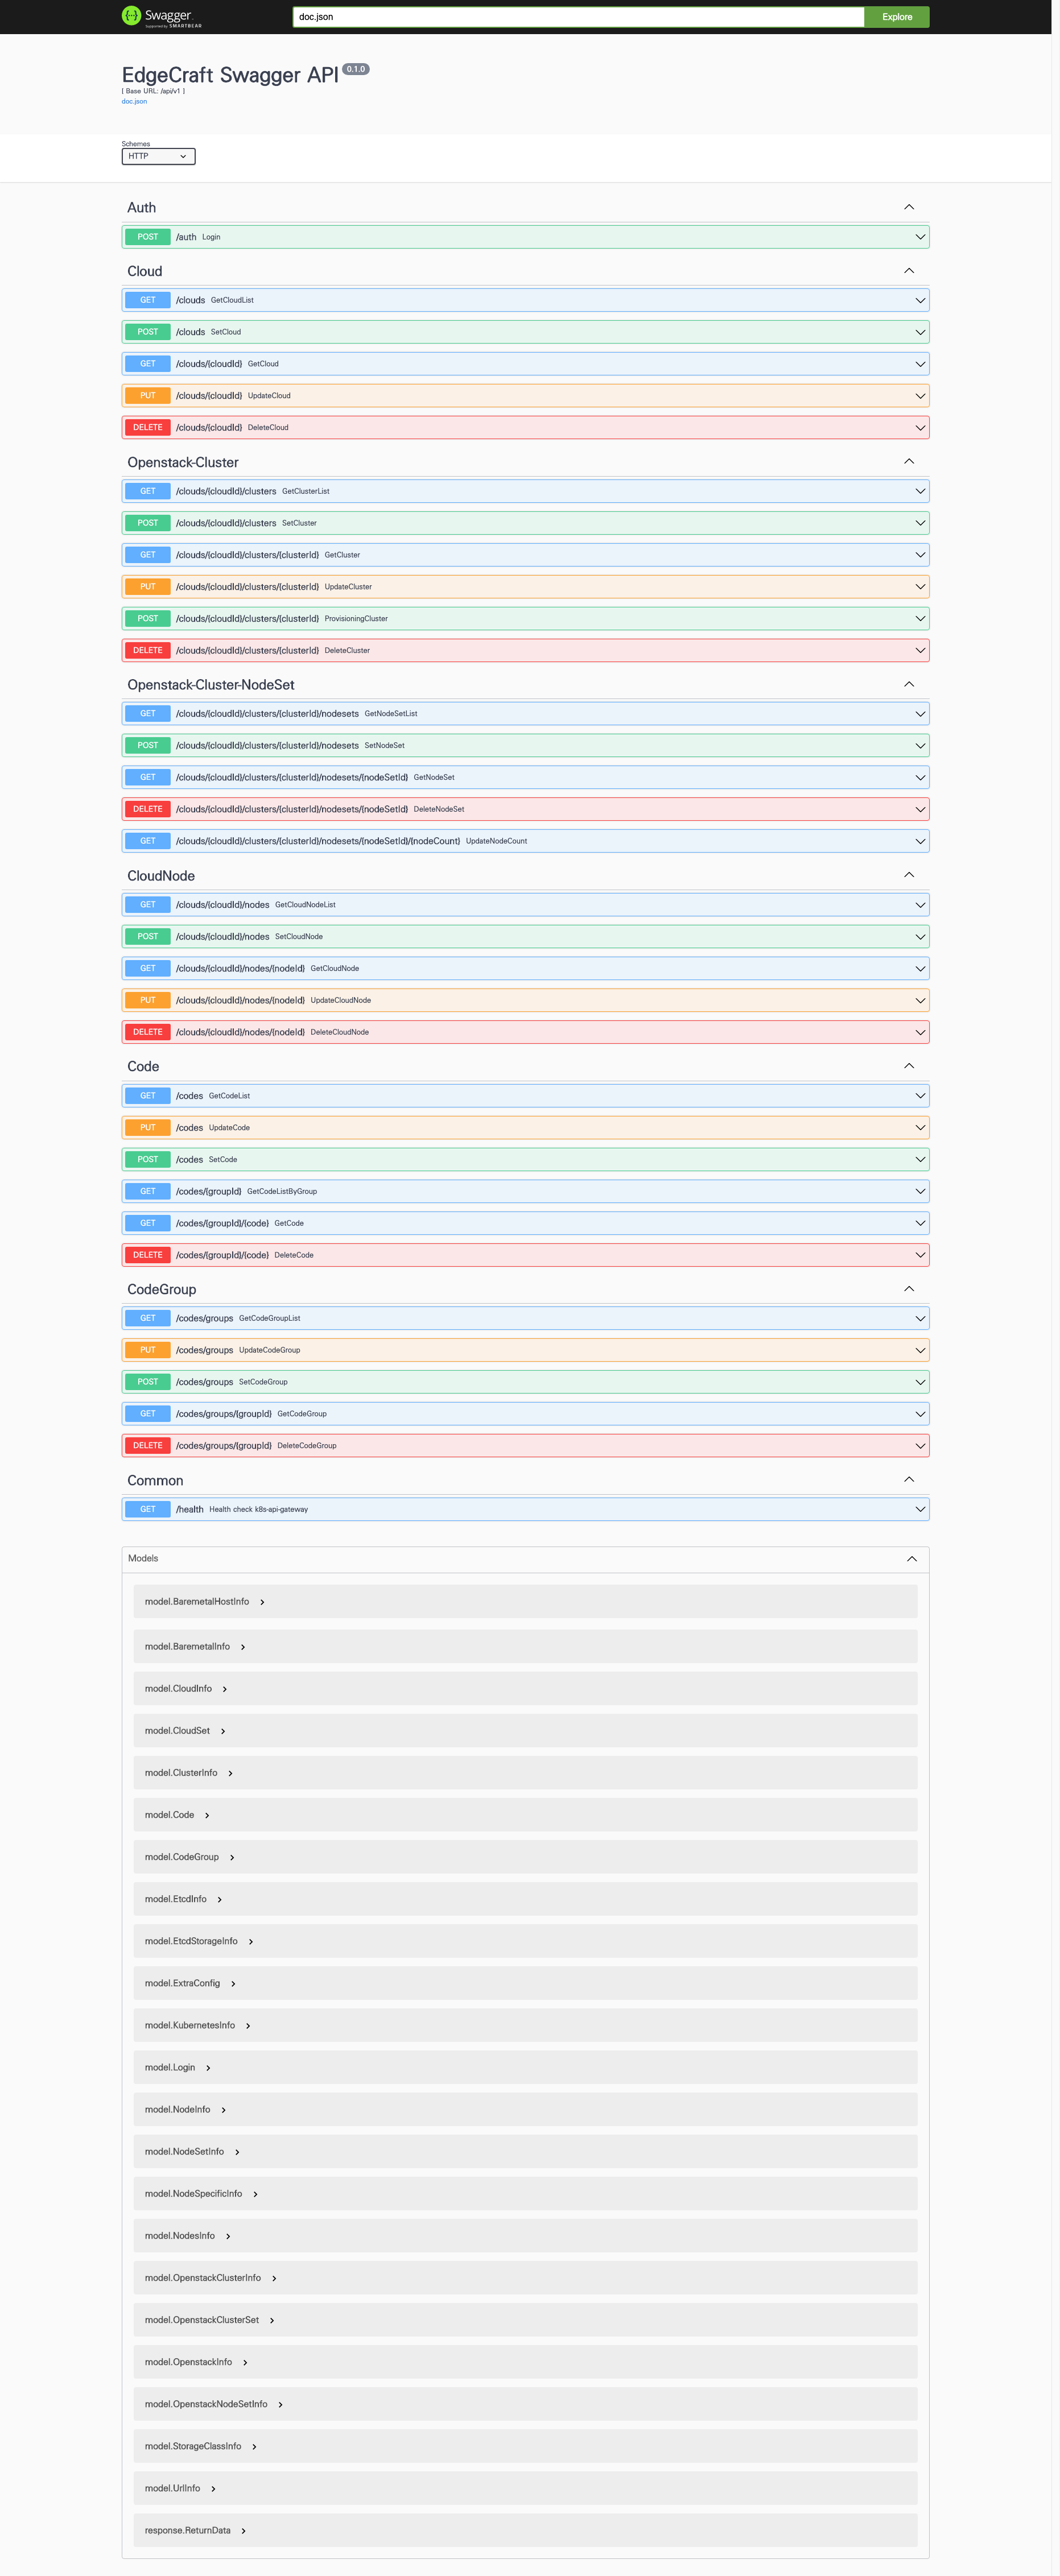 Swagger
Supported by SMARTBEAR
doc.json
Explore
EdgeCraft Swagger API 0.1.0
[ Base URL: /api/v1 ]
doc.json
Schemes
HTTP
Auth
POST /auth Login
Cloud
GET /clouds GetCloudList
POST /clouds SetCloud
GET /clouds/{cloudId} GetCloud
PUT /clouds/{cloudId} UpdateCloud
DELETE /clouds/{cloudId} DeleteCloud
Openstack-Cluster
GET /clouds/{cloudId}/clusters GetClusterList
POST /clouds/{cloudId}/clusters SetCluster
GET /clouds/{cloudId}/clusters/{clusterId} GetCluster
PUT /clouds/{cloudId}/clusters/{clusterId} UpdateCluster
POST /clouds/{cloudId}/clusters/{clusterId} ProvisioningCluster
DELETE /clouds/{cloudId}/clusters/{clusterId} DeleteCluster
Openstack-Cluster-NodeSet
GET /clouds/{cloudId}/clusters/{clusterId}/nodesets GetNodeSetList
POST /clouds/{cloudId}/clusters/{clusterId}/nodesets SetNodeSet
GET /clouds/{cloudId}/clusters/{clusterId}/nodesets/{nodeSetId} GetNodeSet
DELETE /clouds/{cloudId}/clusters/{clusterId}/nodesets/{nodeSetId} DeleteNodeSet
GET /clouds/{cloudId}/clusters/{clusterId}/nodesets/{nodeSetId}/{nodeCount} UpdateNodeCount
CloudNode
GET /clouds/{cloudId}/nodes GetCloudNodeList
POST /clouds/{cloudId}/nodes SetCloudNode
GET /clouds/{cloudId}/nodes/{nodeId} GetCloudNode
PUT /clouds/{cloudId}/nodes/{nodeId} UpdateCloudNode
DELETE /clouds/{cloudId}/nodes/{nodeId} DeleteCloudNode
Code
GET /codes GetCodeList
PUT /codes UpdateCode
POST /codes SetCode
GET /codes/{groupId} GetCodeListByGroup
GET /codes/{groupId}/{code} GetCode
DELETE /codes/{groupId}/{code} DeleteCode
CodeGroup
GET /codes/groups GetCodeGroupList
PUT /codes/groups UpdateCodeGroup
POST /codes/groups SetCodeGroup
GET /codes/groups/{groupId} GetCodeGroup
DELETE /codes/groups/{groupId} DeleteCodeGroup
Common
GET /health Health check k8s-api-gateway
Models
model.BaremetalHostInfo
model.BaremetalInfo
model.CloudInfo
model.CloudSet
model.ClusterInfo
model.Code
model.CodeGroup
model.EtcdInfo
model.EtcdStorageInfo
model.ExtraConfig
model.KubernetesInfo
model.Login
model.NodeInfo
model.NodeSetInfo
model.NodeSpecificInfo
model.NodesInfo
model.OpenstackClusterInfo
model.OpenstackClusterSet
model.OpenstackInfo
model.OpenstackNodeSetInfo
model.StorageClassInfo
model.UrlInfo
response.ReturnData